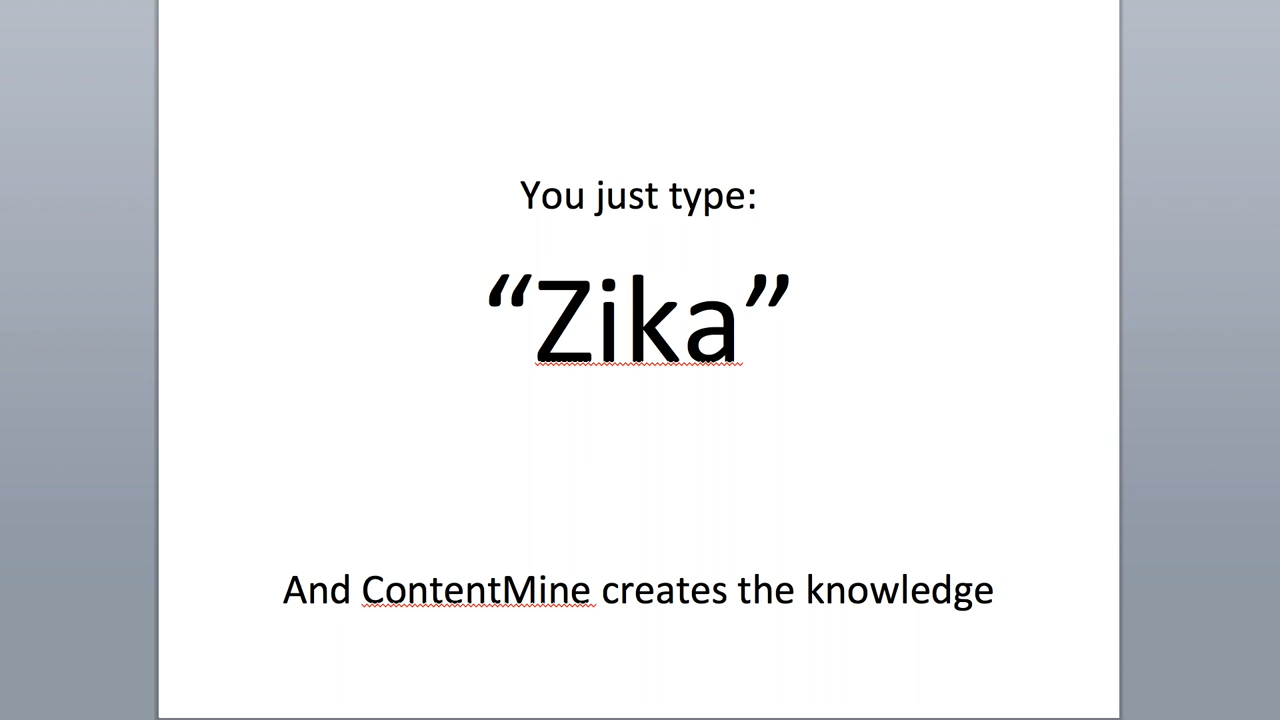 You just type:
“Zika”
And ContentMine creates the knowledge